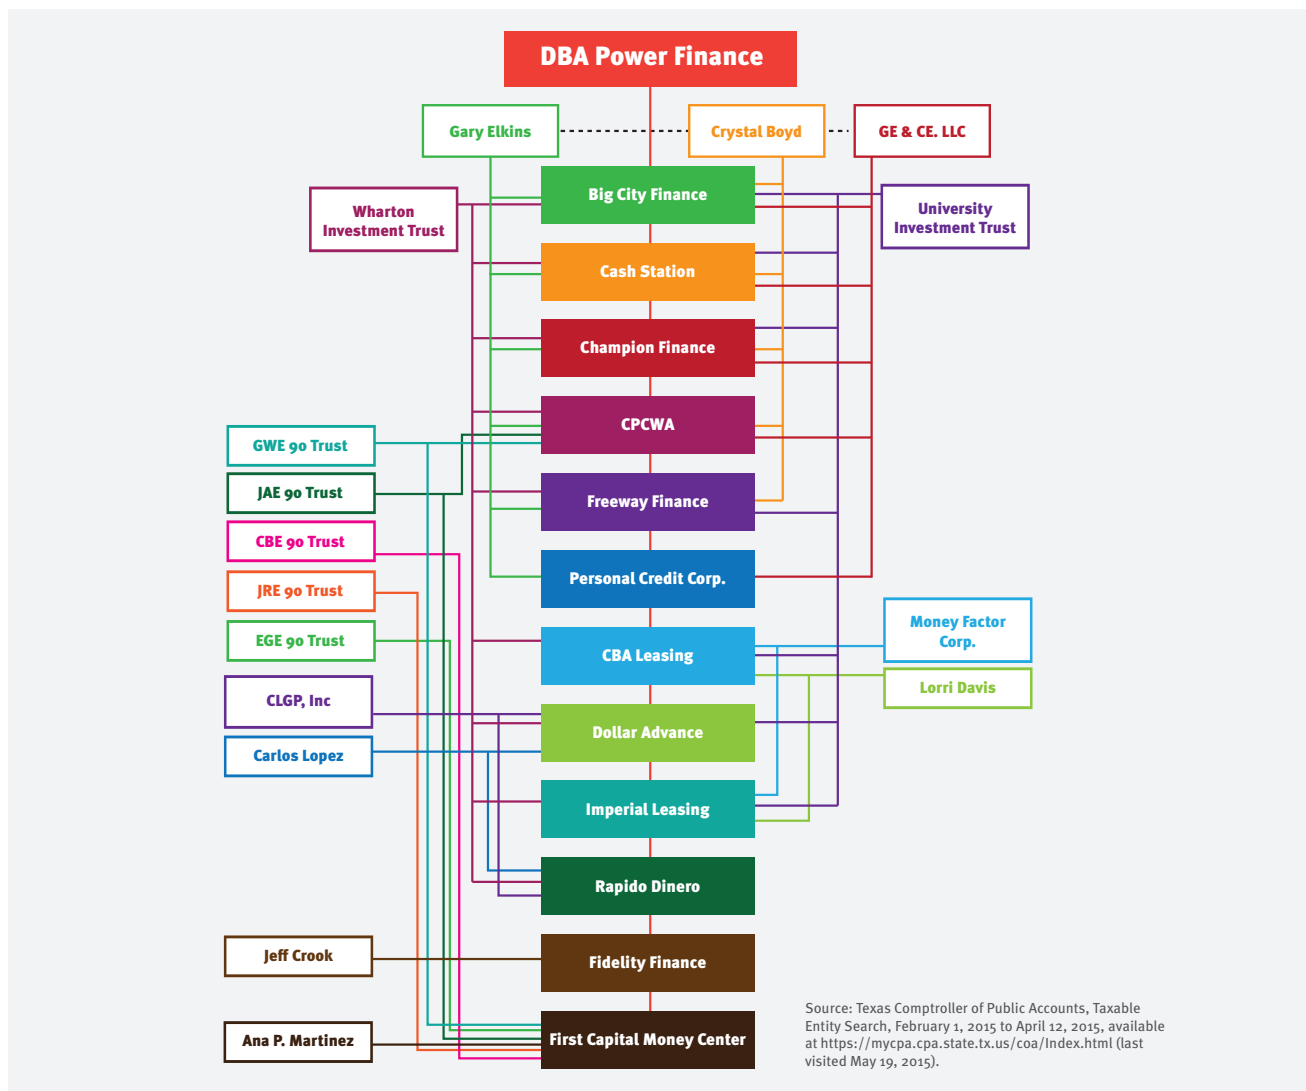 DBA Power Finance
Gary Elkins
Crystal Boyd
GE & CE. LLC
Big City Finance
Wharton
Investment Trust
University
Investment Trust
Cash Station
Champion Finance
CPCWA
GWE 90 Trust
JAE 90 Trust
Freeway Finance
CBE 90 Trust
Personal Credit Corp.
JRE 90 Trust
EGE 90 Trust
Money Factor
Corp.
CBA Leasing
Lorri Davis
CLGP, Inc
Dollar Advance
Carlos Lopez
Imperial Leasing
Rapido Dinero
Jeff Crook
Fidelity Finance
Ana P. Martinez
First Capital Money Center
Source: Texas Comptroller of Public Accounts, Taxable
Entity Search, February 1, 2015 to April 12, 2015, available
at https://mycpa.cpa.state.tx.us/coa/Index.html (last
visited May 19, 2015).